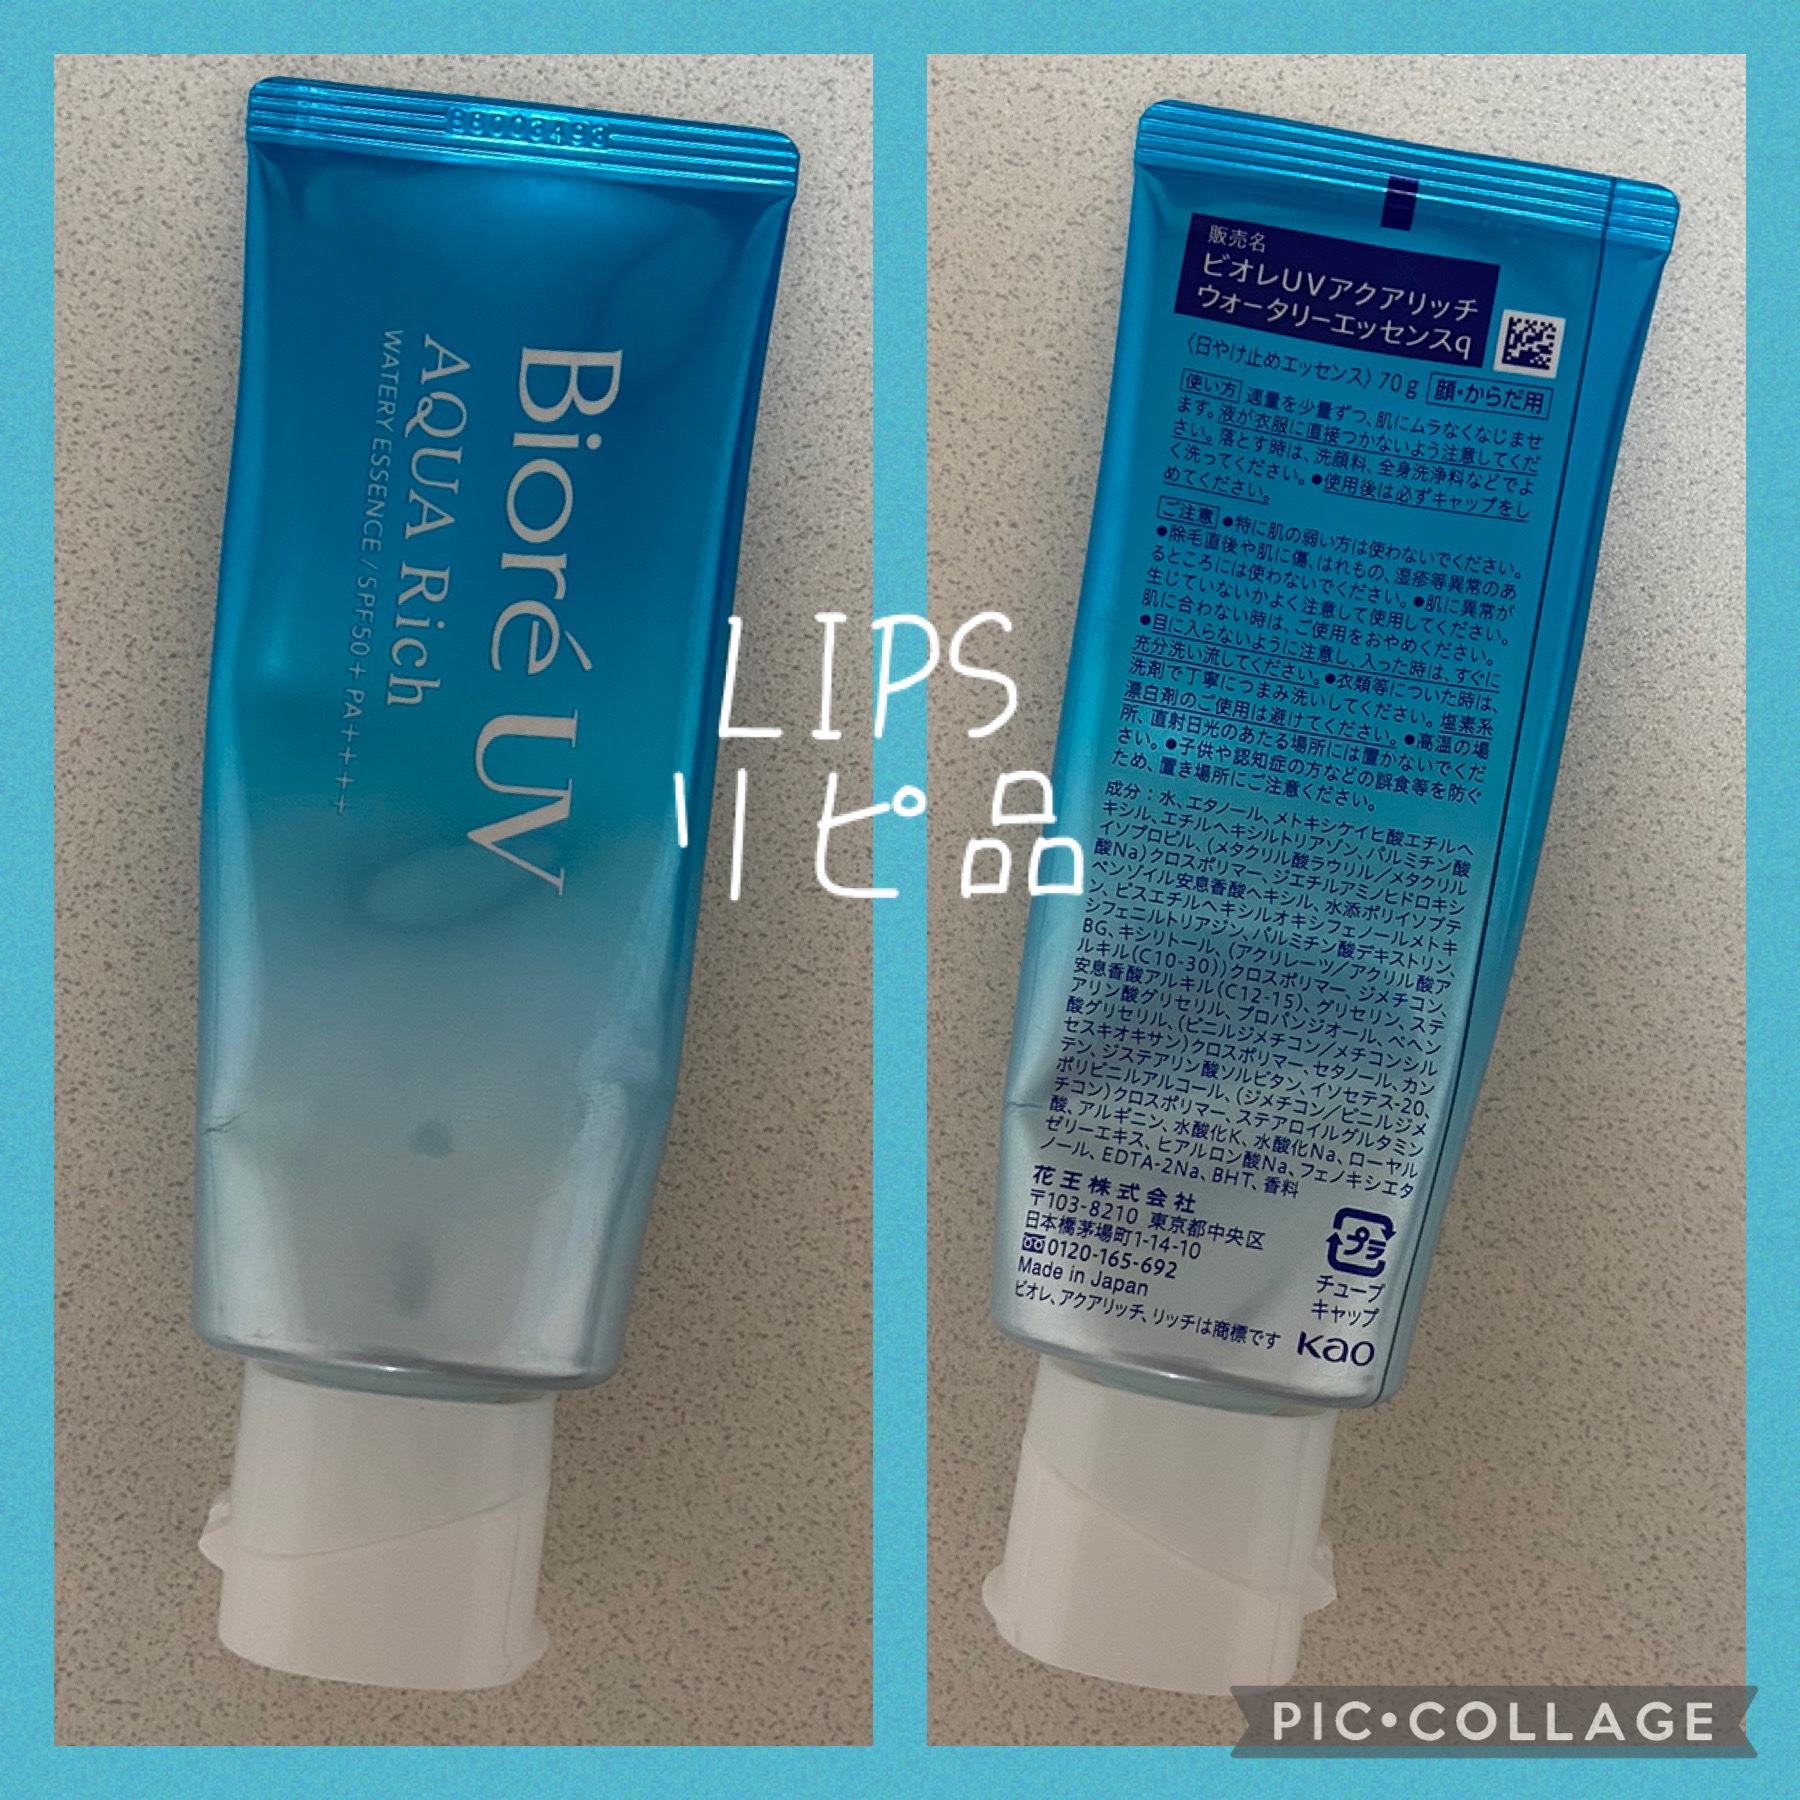 88003493
Bioré UV
AQUA Rich
WATERY ESSENCE / SPF50+ PA++++
LIPS
リピ品
販売名
ビオレUVアクアリッチ
ウオータリーエッセンスq
〈日やけ止めエッセンス〉70g 顔・からだ用
使い方 適量を少量ずつ、肌にムラなくなじませ
ます。液が衣服に直接つかないよう注意してくだ
さい。落とす時は、洗顔料、全身洗浄料などでよ
く洗ってください。●使用後は必ずキャップをし
めてください。
ご注意 ●特に肌の弱い方は使わないでください。
●除毛直後や肌に傷、はれもの、湿疹等異常のあ
るところには使わないでください。●肌に異常が
生じていないかよく注意して使用してください。
肌に合わない時は、ご使用をおやめください。
●目に入らないように注意し、入った時は、すぐに
充分洗い流してください。●衣類等についた時は、
洗剤で丁寧につまみ洗いしてください。塩素系
漂白剤のご使用は避けてください。●高温の場
所、直射日光のあたる場所には置かないでくだ
さい。●子供や認知症の方などの誤食等を防ぐ
ため、置き場所にご注意ください。
成分：水、エタノール、メトキシケイヒ酸エチルヘ
キシル、エチルヘキシルトリアゾン、パルミチン酸
イソプロピル、(メタクリル酸ラウリル／メタクリル
酸Na)クロスポリマー、ジエチルアミノヒドロキシ
ベンゾイル安息香酸ヘキシル、水添ポリイソブテ
ン、ビスエチルヘキシルオキシフェノールメトキ
シフェニルトリアジン、パルミチン酸デキストリン、
BG、キシリトール、(アクリレーツ／アクリル酸ア
ルキル(C10-30))クロスポリマー、ジメチコン、
安息香酸アルキル(C12-15)、グリセリン、ステ
アリン酸グリセリル、プロパンジオール、ベヘン
酸グリセリル、(ビニルジメチコン／メチコンシル
セスキオキサン)クロスポリマー、セタノール、カン
テン、ジステアリン酸ソルビタン、イソセテス-20、
ポリビニルアルコール、(ジメチコン／ビニルジメ
チコン)クロスポリマー、ステアロイルグルタミン
酸、アルギニン、水酸化K、水酸化Na、ローヤル
ゼリーエキス、ヒアルロン酸Na、フェノキシエタ
ノール、EDTA-2Na、BHT、香料
花王株式会社
〒103-8210 東京都中央区
日本橋茅場町1-14-10
0120-165-692
Made in Japan
ビオレ、アクアリッチ、リッチは商標です
プラ
チューブ
キャップ
Kao
PIC•COLLAGE